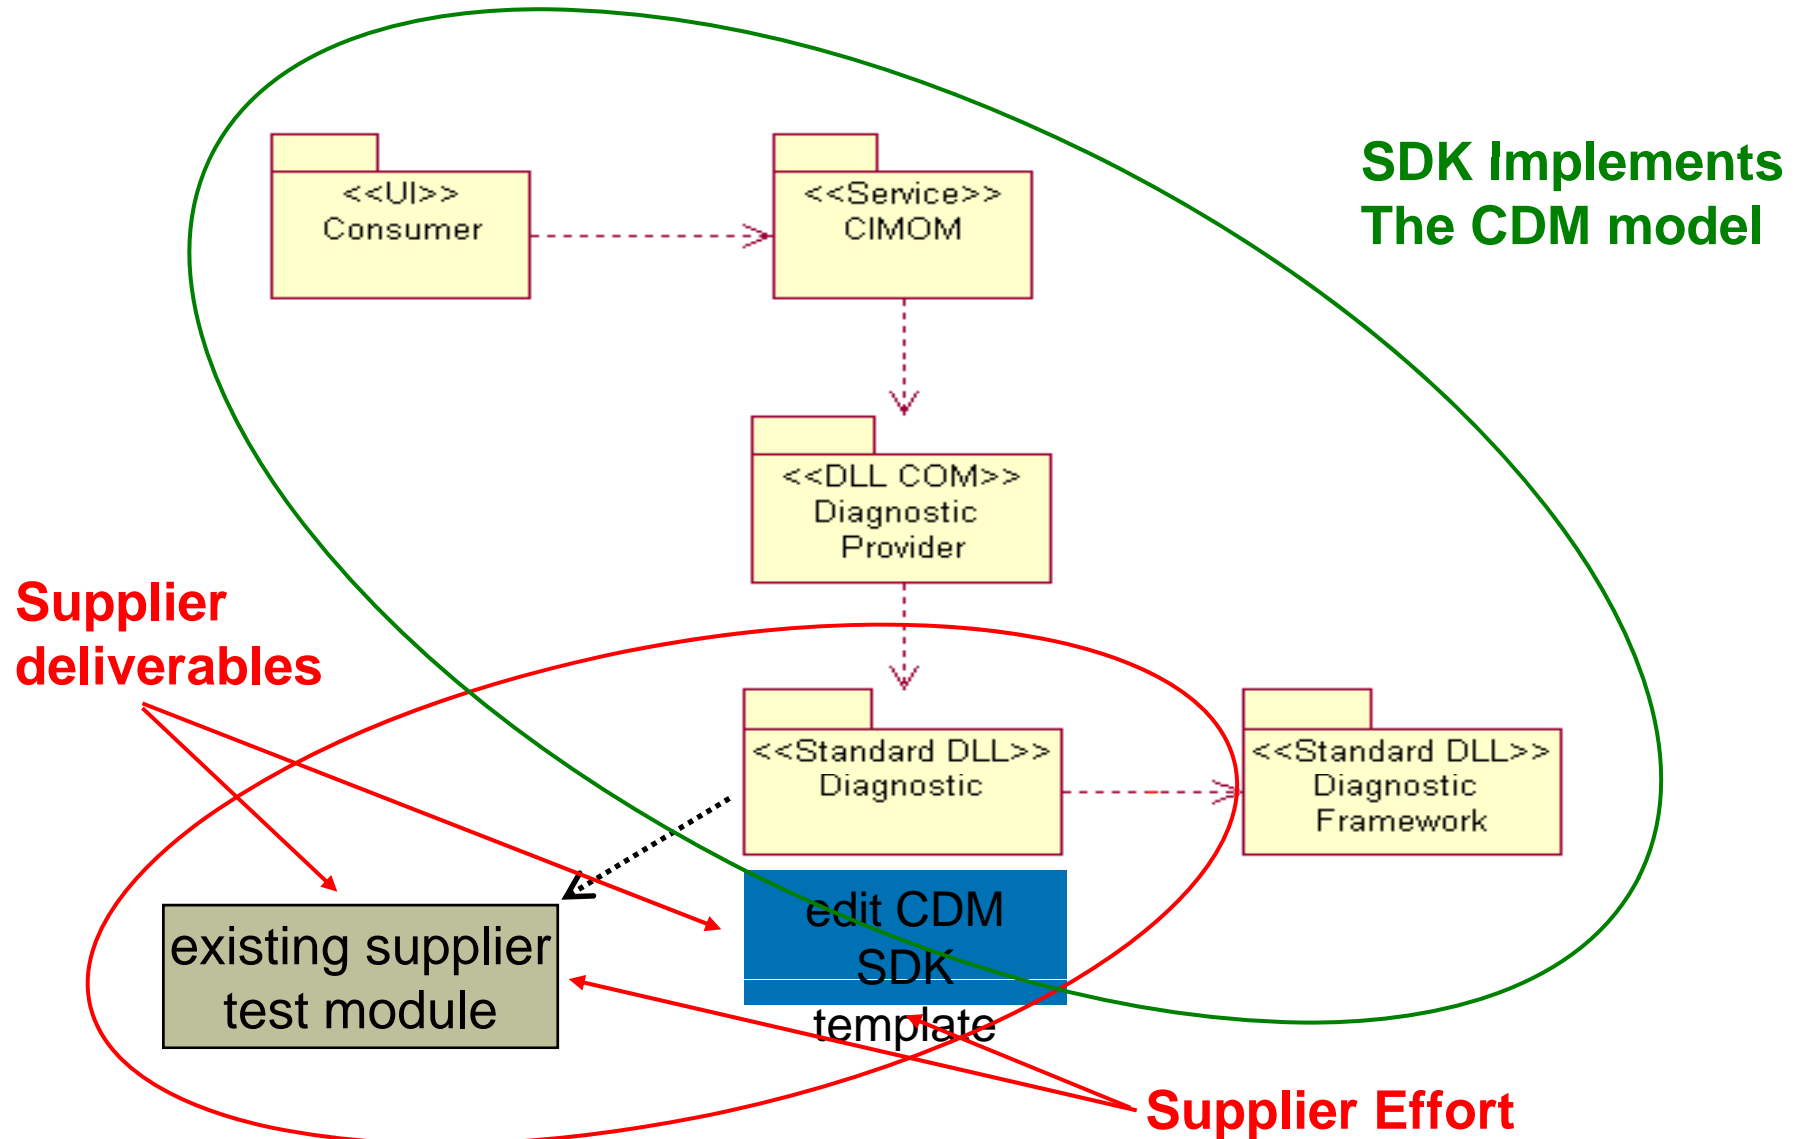 SDK Implements
The CDM model
<<UI>>
Consumer
<<Service>>
CIMOM
<<DLL COM>>
Diagnostic
Provider
Supplier
deliverables
<<Standard DLL>>
Diagnostic
<<Standard DLL>>
Diagnostic
Framework
existing supplier
test module
edit CDM
SDK
template
Supplier Effort